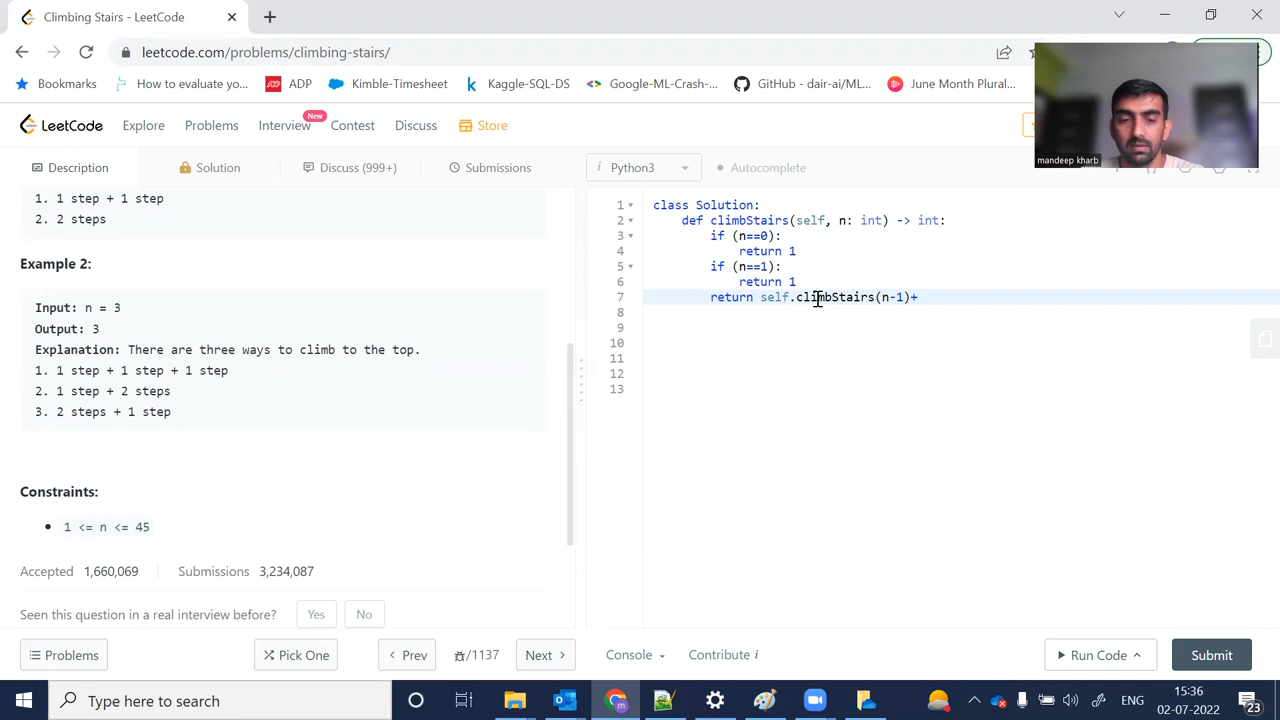 Climbing Stairs - LeetCode
leetcode.com/problems/climbing-stairs/
Bookmarks
How to evaluate yo...
ADP
Kimble-Timesheet
Kaggle-SQL-DS
Google-ML-Crash-...
GitHub - dair-ai/ML...
June Month Plural...
LeetCode
Explore
Problems
Interview
New
Contest
Discuss
Store
mandeep kharb
Description
Solution
Discuss (999+)
Submissions
i Python3
Autocomplete
1. 1 step + 1 step
2. 2 steps
Example 2:
Input: n = 3
Output: 3
Explanation: There are three ways to climb to the top.
1. 1 step + 1 step + 1 step
2. 1 step + 2 steps
3. 2 steps + 1 step
Constraints:
1 <= n <= 45
Accepted 1,660,069
Submissions 3,234,087
Seen this question in a real interview before?
Yes
No
1 class Solution:
2 def climbStairs(self, n: int) -> int:
3 if (n==0):
4 return 1
5 if (n==1):
6 return 1
7 return self.climbStairs(n-1)+
8
9
10
11
12
13
Problems
Pick One
Prev
/1137
Next
Console
Contribute i
Run Code
Submit
Type here to search
ENG
15:36
02-07-2022
23